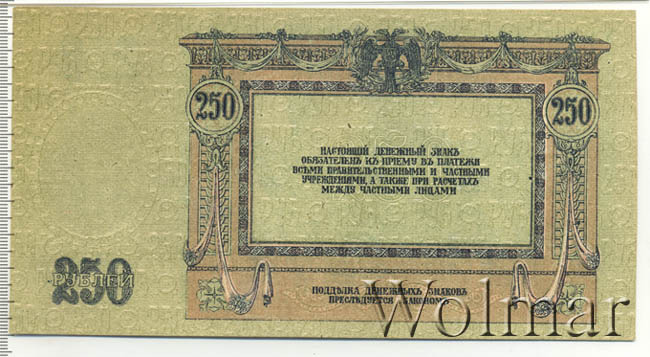 250
250
НАСТОЯЩІЙ ДЕНЕЖНЫЙ ЗНАКЪ
ОБЯЗАТЕЛЕНЪ КЪ ПРІЕМУ ВЪ ПЛАТЕЖИ
ВСѢМИ ПРАВИТЕЛЬСТВЕННЫМИ И ЧАСТНЫМИ
УЧРЕЖДЕНІЯМИ, А ТАКЖЕ ПРИ РАСЧЕТАХЪ
МЕЖДУ ЧАСТНЫМИ ЛИЦАМИ
250
РУБЛЕЙ
ПОДДѢЛКА ДЕНЕЖНЫХЪ ЗНАКОВЪ
ПРЕСЛѢДУЕТСЯ ЗАКОНОМЪ
Wolmar